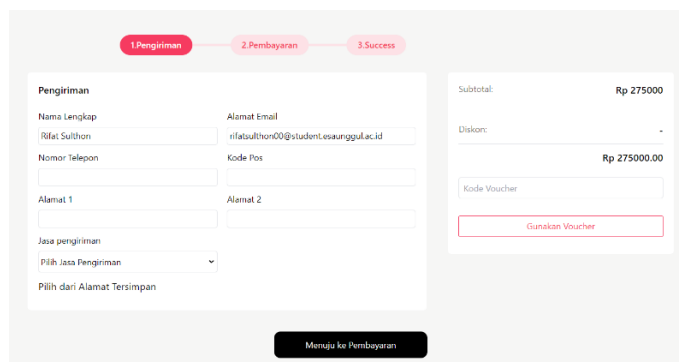 1.Pengiriman 2.Pembayaran 3.Success
Pengiriman
Nama Lengkap Alamat Email
Rifat Sulthon rifatsulthon00@student.esaunggul.ac.id
Nomor Telepon Kode Pos
Alamat 1 Alamat 2
Jasa pengiriman
Pilih Jasa Pengiriman
Pilih dari Alamat Tersimpan
Subtotal: Rp 275000
Diskon: -
Rp 275000.00
Kode Voucher
Gunakan Voucher
Menuju ke Pembayaran